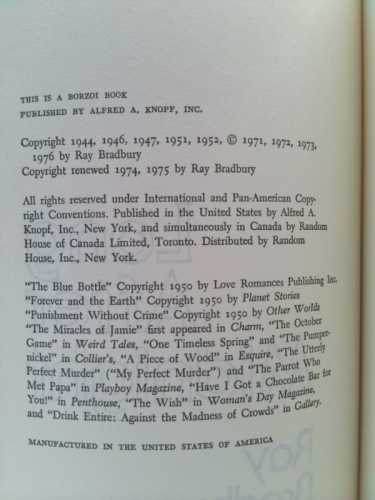 THIS IS A BORZOI BOOK
PUBLISHED BY ALFRED A. KNOPF, INC.
Copyright 1944, 1946, 1947, 1951, 1952, © 1971, 1972, 1973,
1976 by Ray Bradbury
Copyright renewed 1974, 1975 by Ray Bradbury
All rights reserved under International and Pan-American Copy-
right Conventions. Published in the United States by Alfred A.
Knopf, Inc., New York, and simultaneously in Canada by Random
House of Canada Limited, Toronto. Distributed by Random
House, Inc., New York.
"The Blue Bottle" Copyright 1950 by Love Romances Publishing Inc.
"Forever and the Earth" Copyright 1950 by Planet Stories
"Punishment Without Crime" Copyright 1950 by Other Worlds
"The Miracles of Jamie" first appeared in Charm, "The October
Game" in Weird Tales, "One Timeless Spring" and "The Pumper-
nickel" in Collier's, "A Piece of Wood" in Esquire, "The Utterly
Perfect Murder" ("My Perfect Murder") and "The Parrot Who
Met Papa" in Playboy Magazine, "Have I Got a Chocolate Bar for
You!" in Penthouse, "The Wish" in Woman's Day Magazine,
and "Drink Entire: Against the Madness of Crowds" in Gallery.
MANUFACTURED IN THE UNITED STATES OF AMERICA